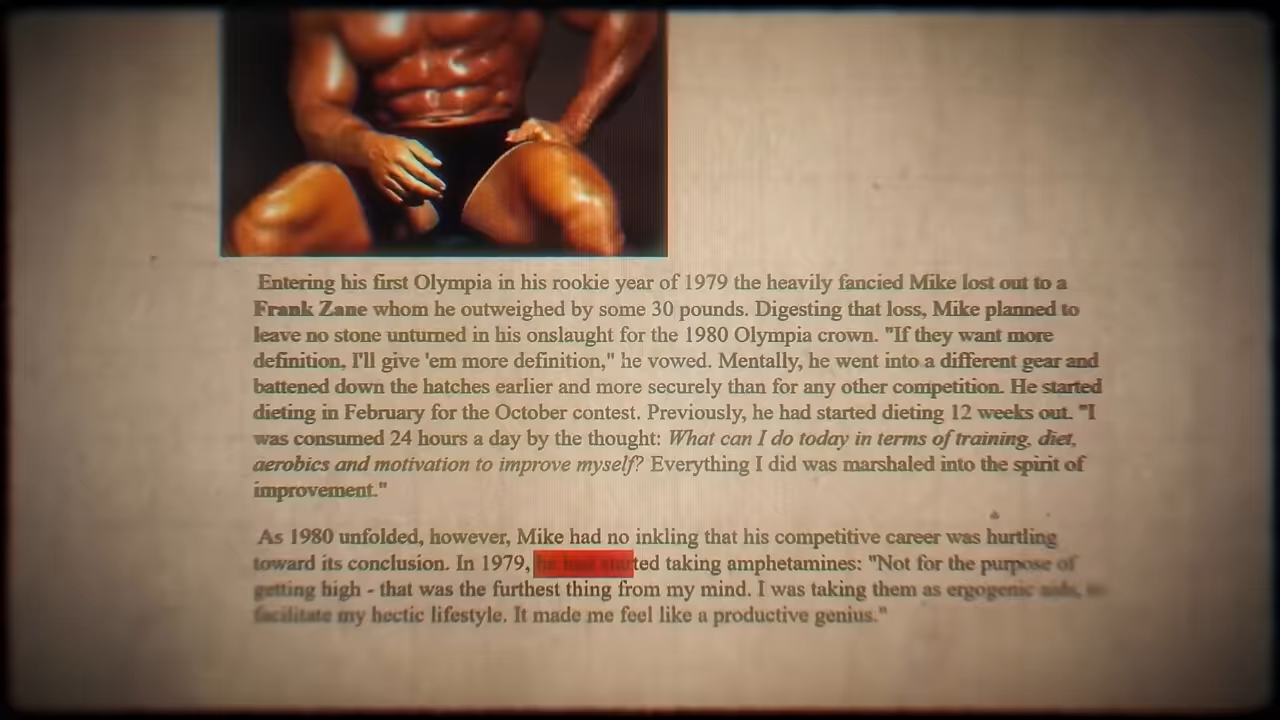 Entering his first Olympia in his rookie year of 1979 the heavily fancied Mike lost out to a
Frank Zane whom he outweighed by some 30 pounds. Digesting that loss, Mike planned to
leave no stone unturned in his onslaught for the 1980 Olympia crown. "If they want more
definition, I'll give 'em more definition," he vowed. Mentally, he went into a different gear and
battened down the hatches earlier and more securely than for any other competition. He started
dieting in February for the October contest. Previously, he had started dieting 12 weeks out. "I
was consumed 24 hours a day by the thought: What can I do today in terms of training, diet,
aerobics and motivation to improve myself? Everything I did was marshaled into the spirit of
improvement."
As 1980 unfolded, however, Mike had no inkling that his competitive career was hurtling
toward its conclusion. In 1979, he had started taking amphetamines: "Not for the purpose of
getting high - that was the furthest thing from my mind. I was taking them as ergogenic aids, to
facilitate my hectic lifestyle. It made me feel like a productive genius."